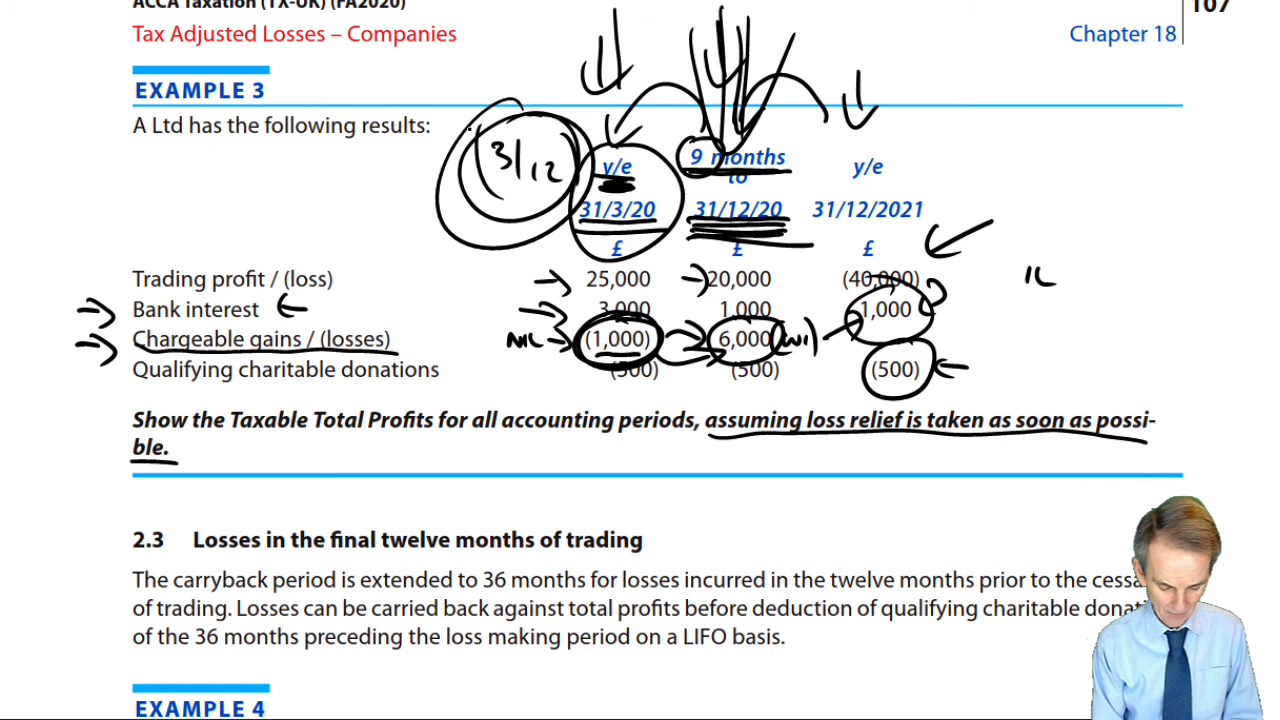 ACCA Taxation (TX-UK) (FA2020)
107
Tax Adjusted Losses – Companies
Chapter 18
EXAMPLE 3
A Ltd has the following results:
3/12
y/e 9 months to y/e
31/3/20 31/12/20 31/12/2021
£ £ £
Trading profit / (loss) 25,000 20,000 (40,000)
Bank interest 3,000 1,000 1,000
Chargeable gains / (losses) NIL (1,000) 6,000 (W1)
Qualifying charitable donations (500) (500) (500)
Show the Taxable Total Profits for all accounting periods, assuming loss relief is taken as soon as possi-
ble.
2.3 Losses in the final twelve months of trading
The carryback period is extended to 36 months for losses incurred in the twelve months prior to the cessa
of trading. Losses can be carried back against total profits before deduction of qualifying charitable donat
of the 36 months preceding the loss making period on a LIFO basis.
EXAMPLE 4